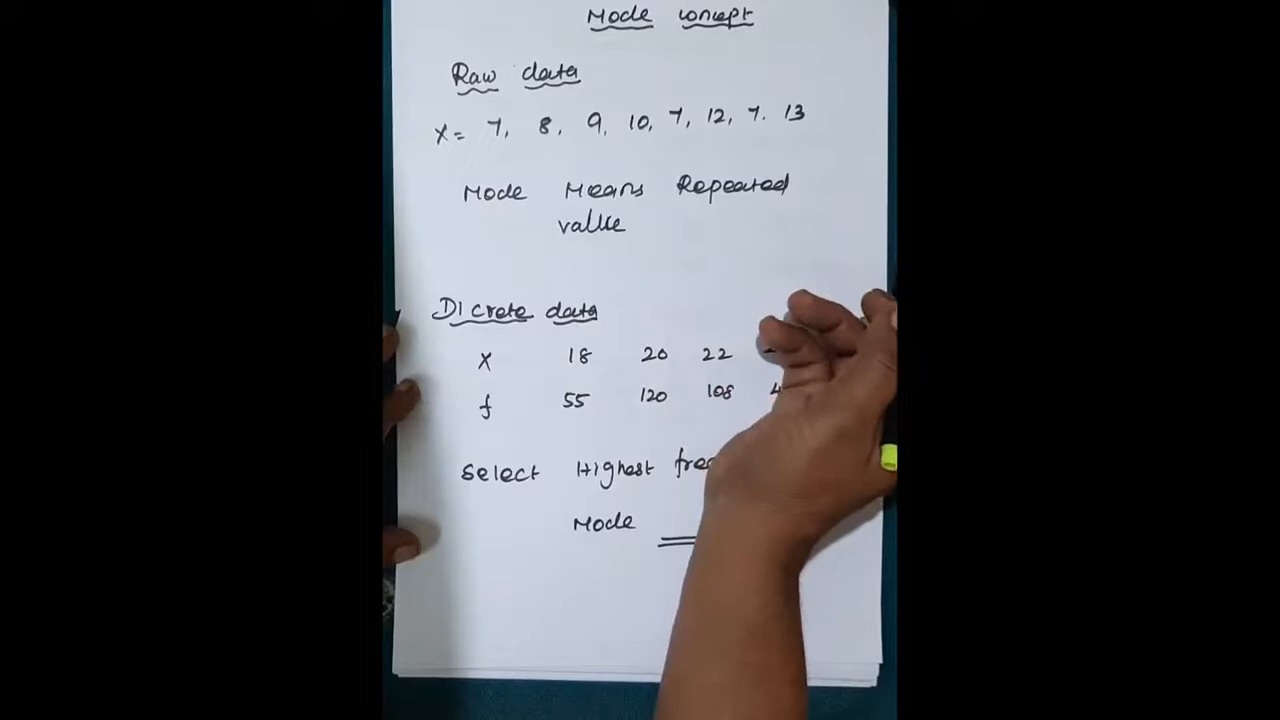 Mode concept
Raw data
X = 7, 8, 9, 10, 7, 12, 7. 13
Mode Means Repeated
value
Discrete data
X 18 20 22
f 55 120 108
Select Highest
Mode